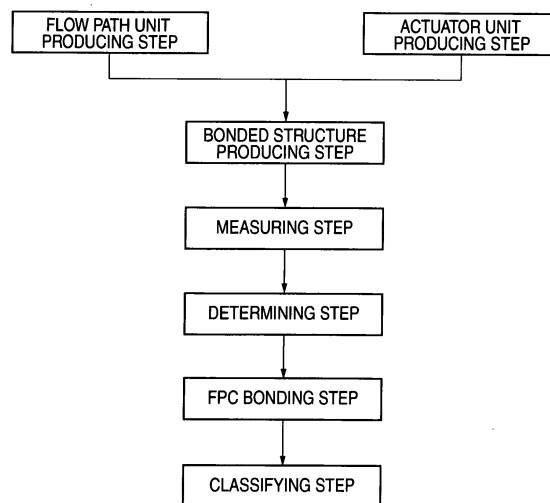 FLOW PATH UNIT
PRODUCING STEP
ACTUATOR UNIT
PRODUCING STEP
BONDED STRUCTURE
PRODUCING STEP
MEASURING STEP
DETERMINING STEP
FPC BONDING STEP
CLASSIFYING STEP